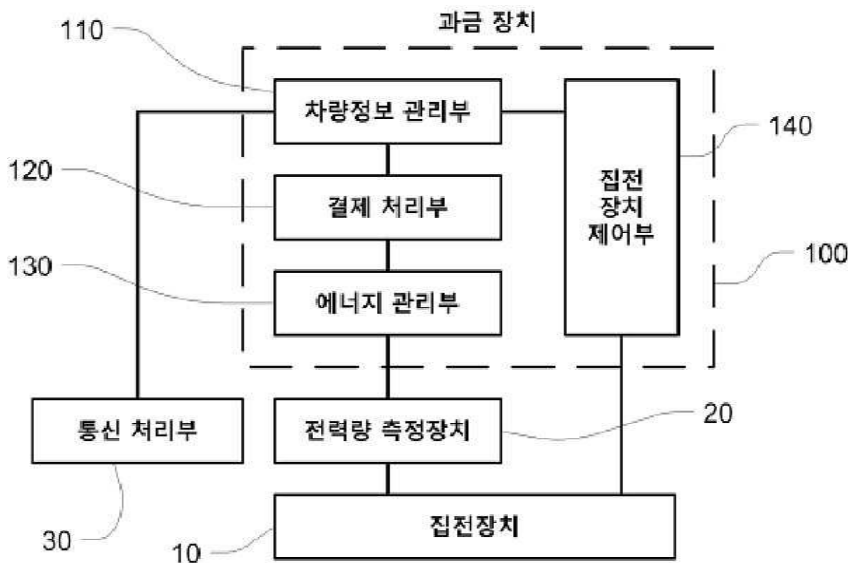 과금 장치
110
차량정보 관리부
140
120
결제 처리부
집전
장치
제어부
130
에너지 관리부
100
통신 처리부
전력량 측정장치
20
30
10
집전장치